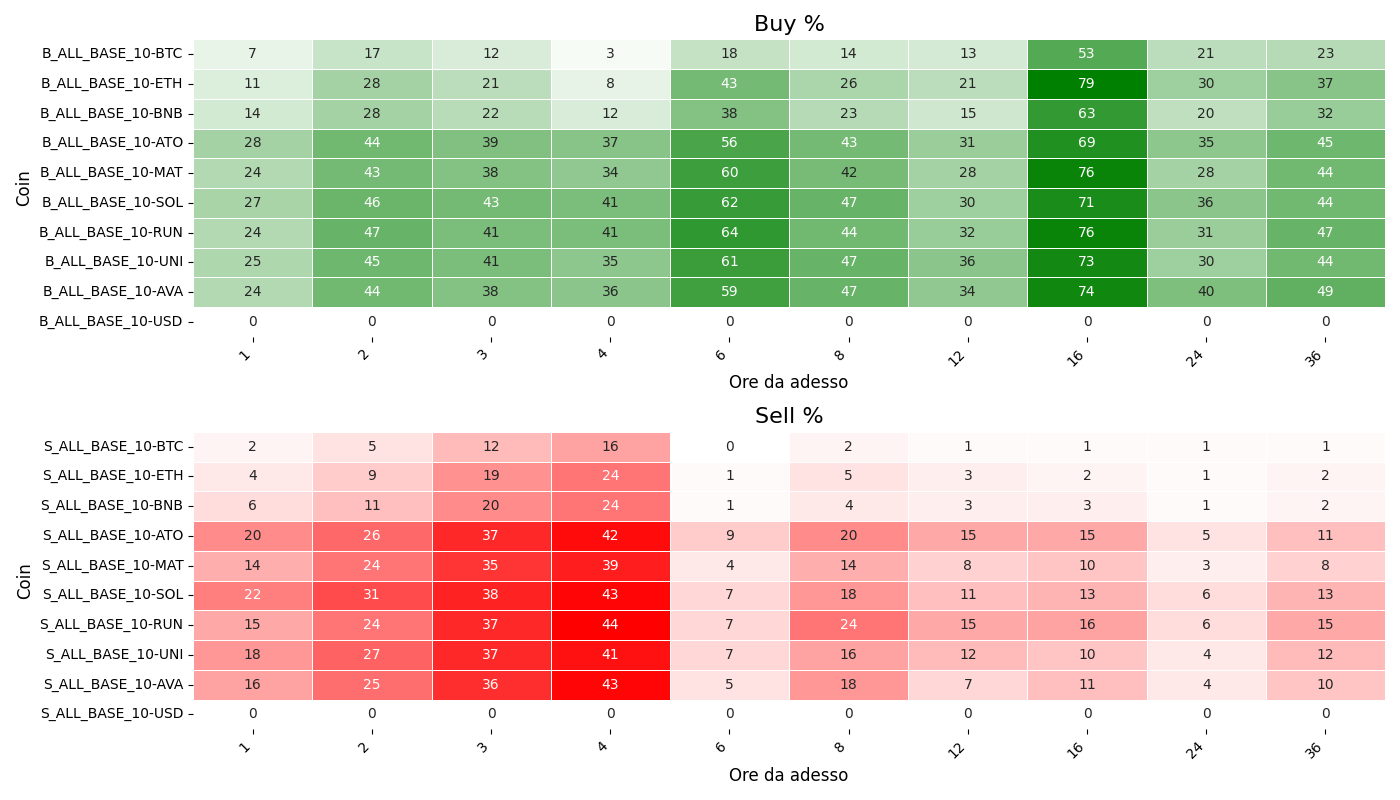 Buy %
Coin
B_ALL_BASE_10-BTC 7 17 12 3 18 14 13 53 21 23
B_ALL_BASE_10-ETH 11 28 21 8 43 26 21 79 30 37
B_ALL_BASE_10-BNB 14 28 22 12 38 23 15 63 20 32
B_ALL_BASE_10-ATO 28 44 39 37 56 43 31 69 35 45
B_ALL_BASE_10-MAT 24 43 38 34 60 42 28 76 28 44
B_ALL_BASE_10-SOL 27 46 43 41 62 47 30 71 36 44
B_ALL_BASE_10-RUN 24 47 41 41 64 44 32 76 31 47
B_ALL_BASE_10-UNI 25 45 41 35 61 47 36 73 30 44
B_ALL_BASE_10-AVA 24 44 38 36 59 47 34 74 40 49
B_ALL_BASE_10-USD 0 0 0 0 0 0 0 0 0 0
1 2 3 4 6 8 12 16 24 36
Ore da adesso
Sell %
Coin
S_ALL_BASE_10-BTC 2 5 12 16 0 2 1 1 1 1
S_ALL_BASE_10-ETH 4 9 19 24 1 5 3 2 1 2
S_ALL_BASE_10-BNB 6 11 20 24 1 4 3 3 1 2
S_ALL_BASE_10-ATO 20 26 37 42 9 20 15 15 5 11
S_ALL_BASE_10-MAT 14 24 35 39 4 14 8 10 3 8
S_ALL_BASE_10-SOL 22 31 38 43 7 18 11 13 6 13
S_ALL_BASE_10-RUN 15 24 37 44 7 24 15 16 6 15
S_ALL_BASE_10-UNI 18 27 37 41 7 16 12 10 4 12
S_ALL_BASE_10-AVA 16 25 36 43 5 18 7 11 4 10
S_ALL_BASE_10-USD 0 0 0 0 0 0 0 0 0 0
1 2 3 4 6 8 12 16 24 36
Ore da adesso